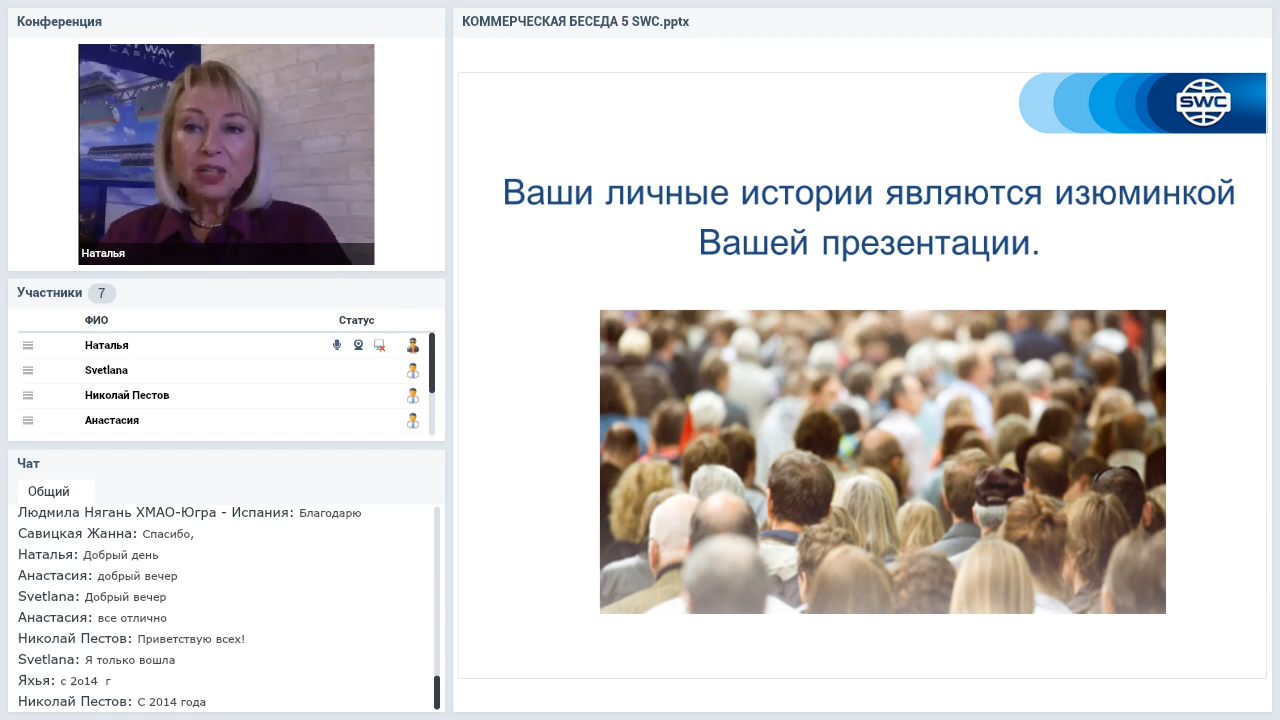 Конференция
КОММЕРЧЕСКАЯ БЕСЕДА 5 SWC.pptx
WAY
CAPITAL
Наталья
SWC
Ваши личные истории являются изюминкой
Вашей презентации.
Участники 7
ФИО Статус
Наталья
Svetlana
Николай Пестов
Анастасия
Чат
Общий
Людмила Нягань ХМАО-Югра - Испания: Благодарю
Савицкая Жанна: Спасибо,
Наталья: Добрый день
Анастасия: добрый вечер
Svetlana: Добрый вечер
Анастасия: все отлично
Николай Пестов: Приветствую всех!
Svetlana: Я только вошла
Яхья: с 2о14 г
Николай Пестов: С 2014 года